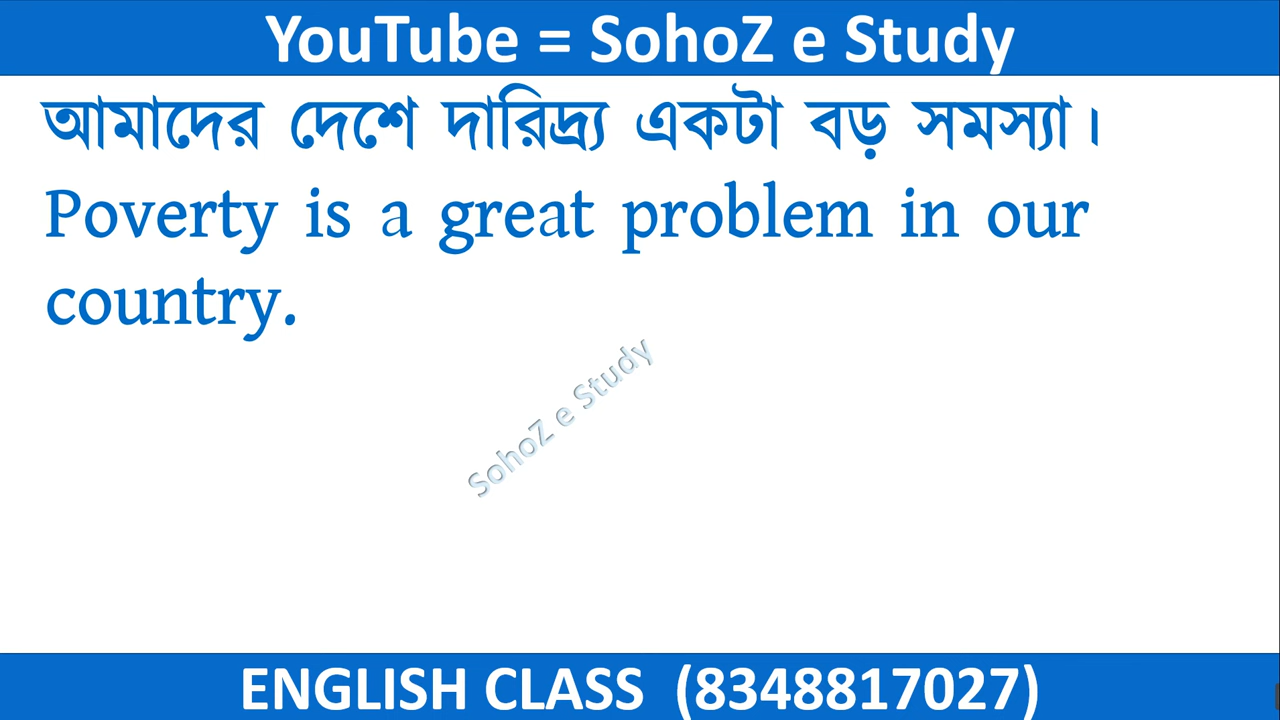 YouTube = SohoZ e Study
আমাদের দেশে দারিদ্র্য একটা বড় সমস্যা।
Poverty is a great problem in our
country.
SohoZ e Study
ENGLISH CLASS (8348817027)